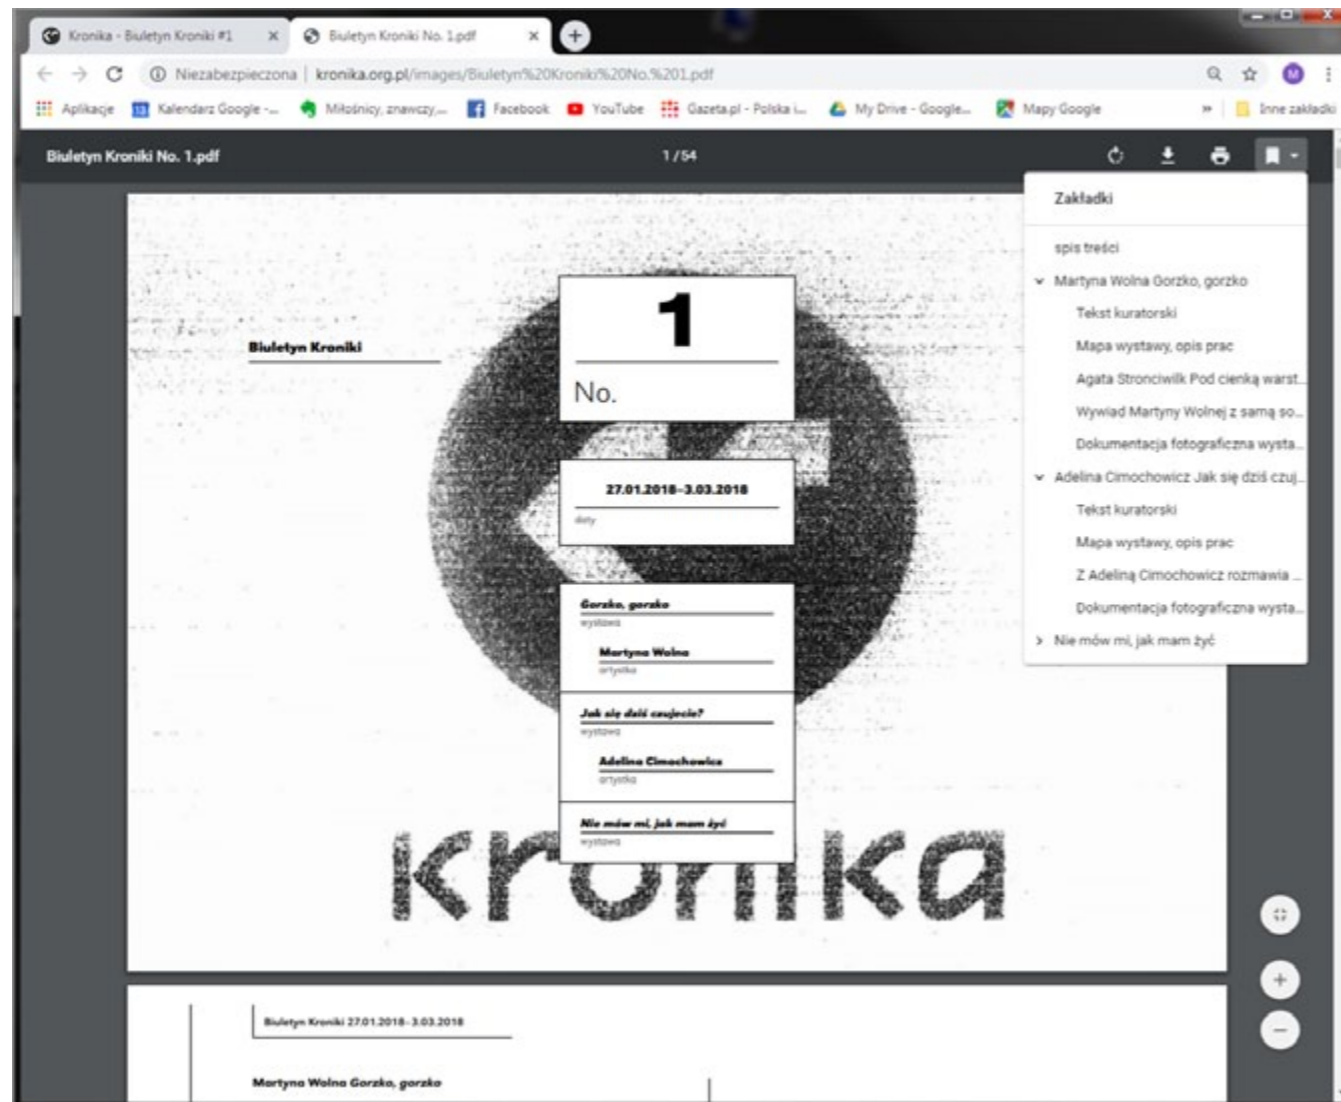 Kronika - Biuletyn Kroniki #1
Biuletyn Kroniki No. 1.pdf
Niezabezpieczona | kronika.org.pl/images/Biuletyn%20Kroniki%20No.%201.pdf
M
Aplikacje
13
Kalendarz Google -...
Miłośnicy, znawczy,...
Facebook
YouTube
Gazeta.pl - Polska i...
My Drive - Google...
Mapy Google
»
Inne zakładki
Biuletyn Kroniki No. 1.pdf
1 / 54
Zakładki
spis treści
Martyna Wolna Gorzko, gorzko
Tekst kuratorski
Mapa wystawy, opis prac
Agata Stronciwilk Pod cienką warst...
Wywiad Martyny Wolnej z samą so...
Dokumentacja fotograficzna wysta...
Adelina Cimochowicz Jak się dziś czuj...
Tekst kuratorski
Mapa wystawy, opis prac
Z Adeliną Cimochowicz rozmawia ...
Dokumentacja fotograficzna wysta...
Nie mów mi, jak mam żyć
Biuletyn Kroniki
1
No.
27.01.2018–3.03.2018
daty
Gorzko, gorzko
wystawa
Martyna Wolna
artystka
Jak się dziś czujecie?
wystawa
Adelina Cimochowicz
artystka
Nie mów mi, jak mam żyć
wystawa
kronika
Biuletyn Kroniki 27.01.2018–3.03.2018
Martyna Wolna Gorzko, gorzko